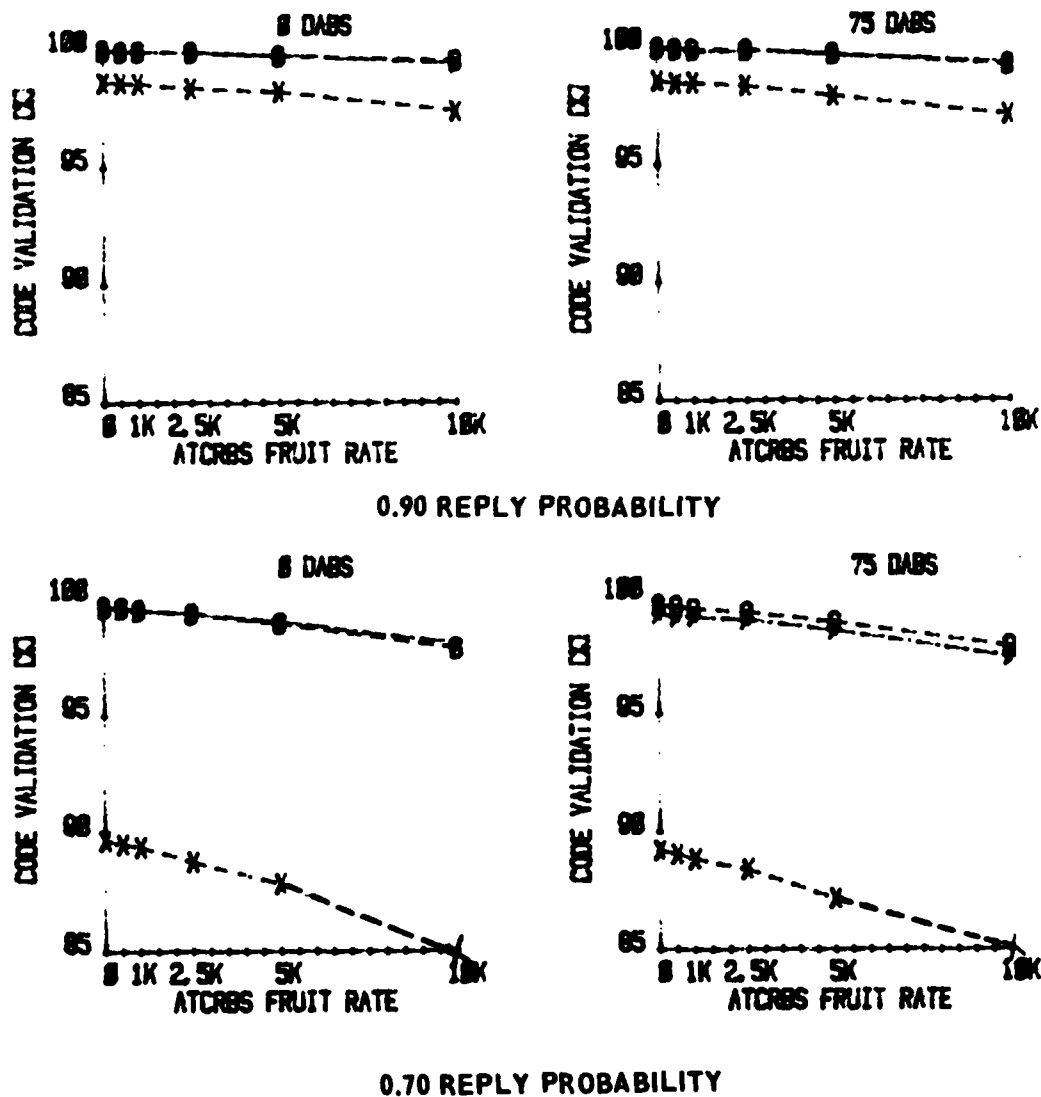 0 DABS
100
95
90
85
CODE VALIDATION [%]
0 1K 2.5K 5K 10K
ATCRBS FRUIT RATE
75 DABS
100
95
90
85
CODE VALIDATION [%]
0 1K 2.5K 5K 10K
ATCRBS FRUIT RATE
0.90 REPLY PROBABILITY
0 DABS
100
95
90
85
CODE VALIDATION [%]
0 1K 2.5K 5K 10K
ATCRBS FRUIT RATE
75 DABS
100
95
90
85
CODE VALIDATION [%]
0 1K 2.5K 5K 10K
ATCRBS FRUIT RATE
0.70 REPLY PROBABILITY